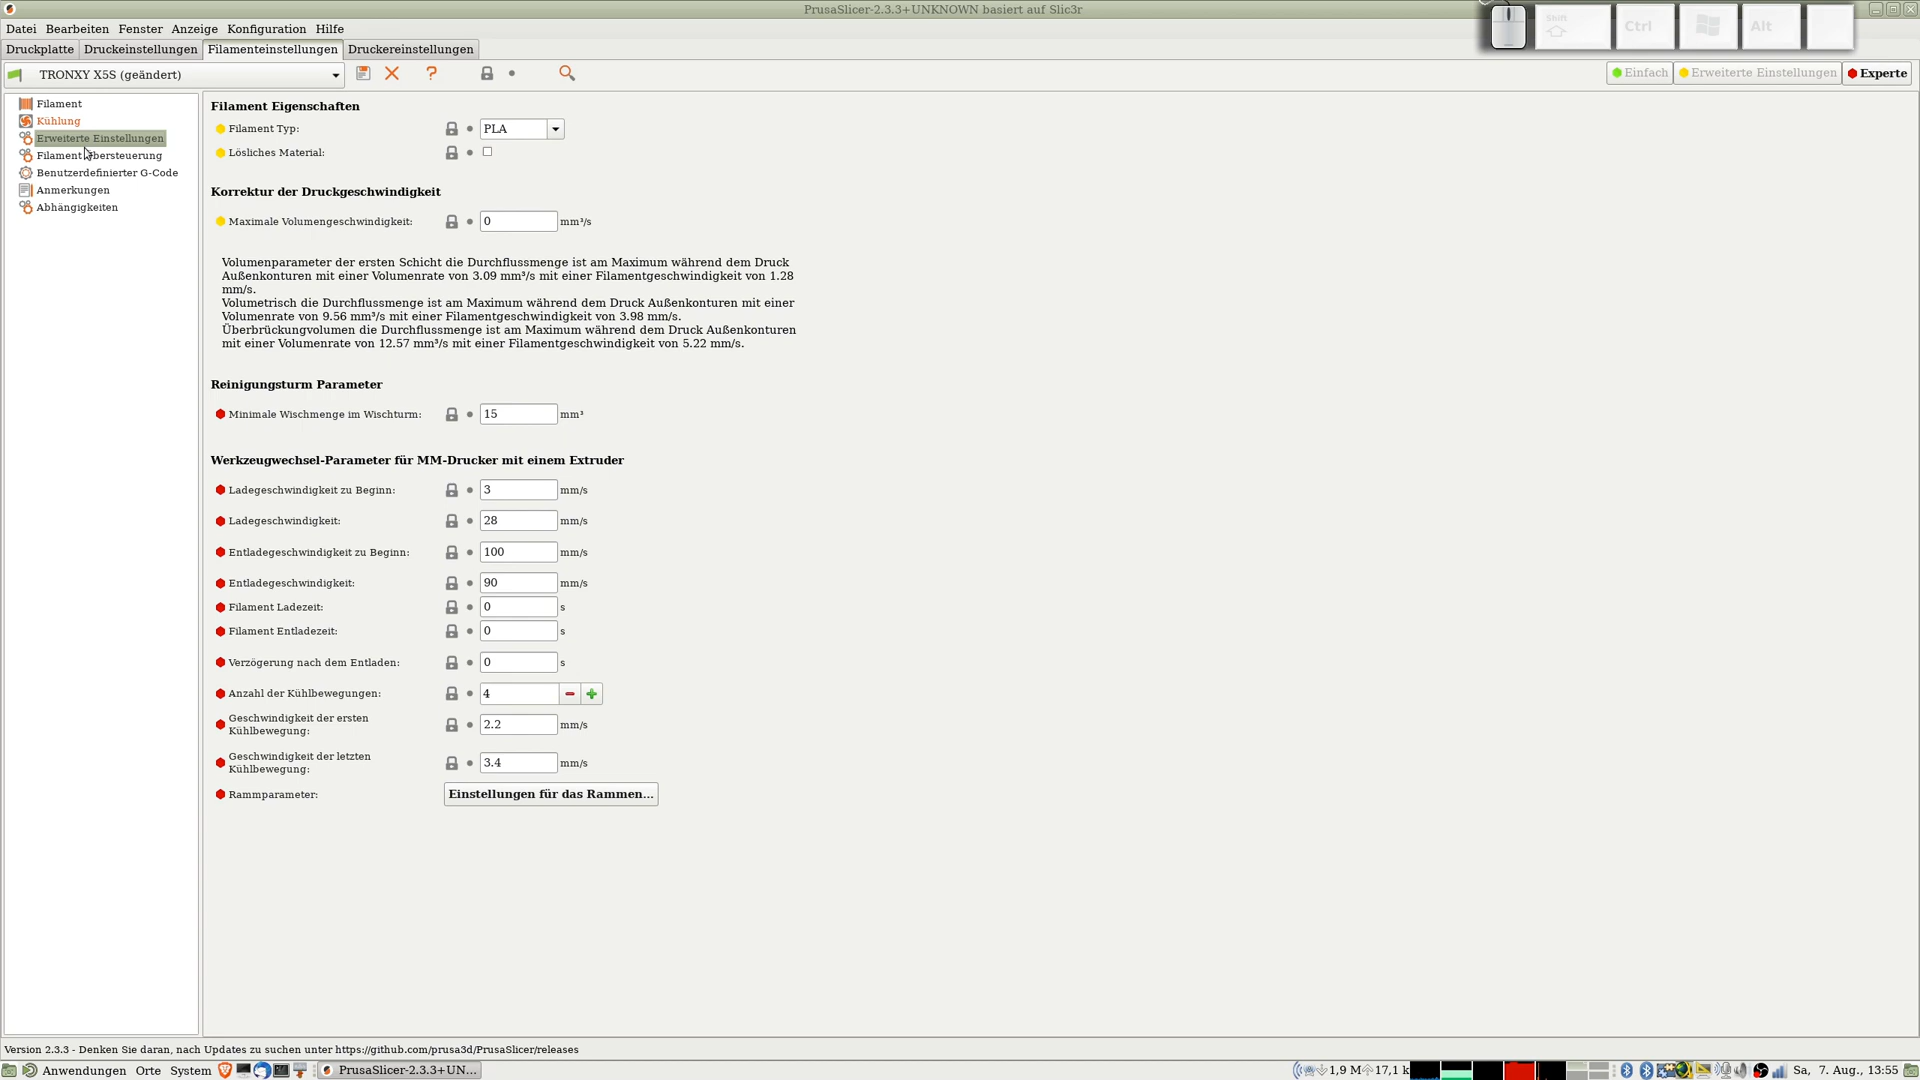 PrusaSlicer-2.3.3+UNKNOWN basiert auf Slic3r
Shift Ctrl Alt
Datei Bearbeiten Fenster Anzeige Konfiguration Hilfe
Druckplatte Druckeinstellungen Filamenteinstellungen Druckereinstellungen
TRONXY X5S (geändert) ? Einfach Erweiterte Einstellungen Experte
Filament
Kühlung
Erweiterte Einstellungen
Benutzerdefinierter G-Code
Anmerkungen
Abhängigkeiten
Filament Eigenschaften
Filament Typ: PLA
Lösliches Material:
Korrektur der Druckgeschwindigkeit
Maximale Volumengeschwindigkeit: 0 mm³/s
Volumenparameter der ersten Schicht die Durchflussmenge ist am Maximum während dem Druck
Außenkonturen mit einer Volumenrate von 3.09 mm³/s mit einer Filamentgeschwindigkeit von 1.28
mm/s.
Volumetrisch die Durchflussmenge ist am Maximum während dem Druck Außenkonturen mit einer
Volumenrate von 9.56 mm³/s mit einer Filamentgeschwindigkeit von 3.98 mm/s.
Überbrückungvolumen die Durchflussmenge ist am Maximum während dem Druck Außenkonturen
mit einer Volumenrate von 12.57 mm³/s mit einer Filamentgeschwindigkeit von 5.22 mm/s.
Reinigungsturm Parameter
Minimale Wischmenge im Wischturm: 15 mm³
Werkzeugwechsel-Parameter für MM-Drucker mit einem Extruder
Ladegeschwindigkeit zu Beginn: 3 mm/s
Ladegeschwindigkeit: 28 mm/s
Entladegeschwindigkeit zu Beginn: 100 mm/s
Entladegeschwindigkeit: 90 mm/s
Filament Ladezeit: 0 s
Filament Entladezeit: 0 s
Verzögerung nach dem Entladen: 0 s
Anzahl der Kühlbewegungen: 4
Geschwindigkeit der ersten
Kühlbewegung: 2.2 mm/s
Geschwindigkeit der letzten
Kühlbewegung: 3.4 mm/s
Rammparameter: Einstellungen für das Rammen...
Version 2.3.3 - Denken Sie daran, nach Updates zu suchen unter https://github.com/prusa3d/PrusaSlicer/releases
Anwendungen Orte System PrusaSlicer-2.3.3+UN... 1,9 M 17,1 k Sa, 7. Aug., 13:55